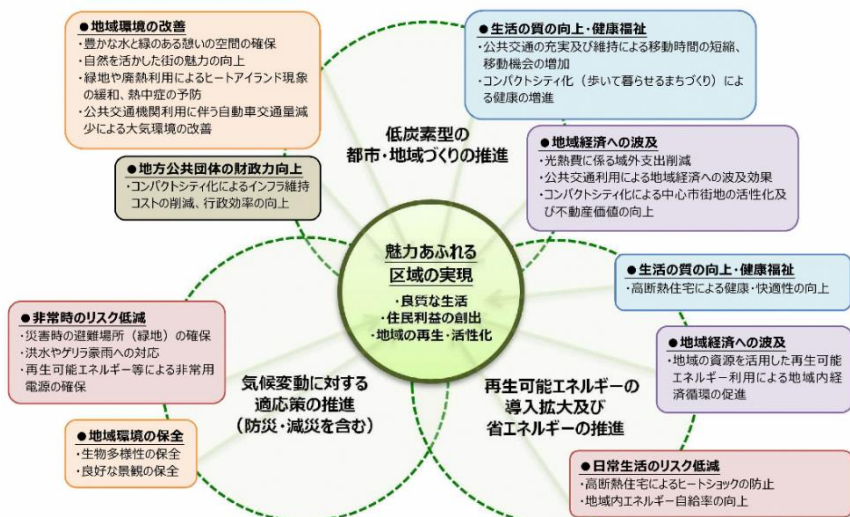 ●地域環境の改善
・豊かな水と緑のある憩いの空間の確保
・自然を活かした街の魅力の向上
・緑地や廃熱利用によるヒートアイランド現象
の緩和、熱中症の予防
・公共交通機関利用に伴う自動車交通量減
少による大気環境の改善
●地方公共団体の財政力向上
・コンパクトシティ化によるインフラ維持
コストの削減、行政効率の向上
●生活の質の向上・健康福祉
・公共交通の充実及び維持による移動時間の短縮、
移動機会の増加
・コンパクトシティ化（歩いて暮らせるまちづくり）によ
る健康の増進
●地域経済への波及
・光熱費に係る域外支出削減
・公共交通利用による地域経済への波及効果
・コンパクトシティ化による中心市街地の活性化及
び不動産価値の向上
低炭素型の
都市・地域づくりの推進
魅力あふれる
区域の実現
・良質な生活
・住民利益の創出
・地域の再生・活性化
●非常時のリスク低減
・災害時の避難場所（緑地）の確保
・洪水やゲリラ豪雨への対応
・再生可能エネルギー等による非常用
電源の確保
●地域環境の保全
・生物多様性の保全
・良好な景観の保全
気候変動に対する
適応策の推進
（防災・減災を含む）
再生可能エネルギーの
導入拡大及び
省エネルギーの推進
●生活の質の向上・健康福祉
・高断熱住宅による健康・快適性の向上
●地域経済への波及
・地域の資源を活用した再生可能
エネルギー利用による地域内経
済循環の促進
●日常生活のリスク低減
・高断熱住宅によるヒートショックの防止
・地域内エネルギー自給率の向上